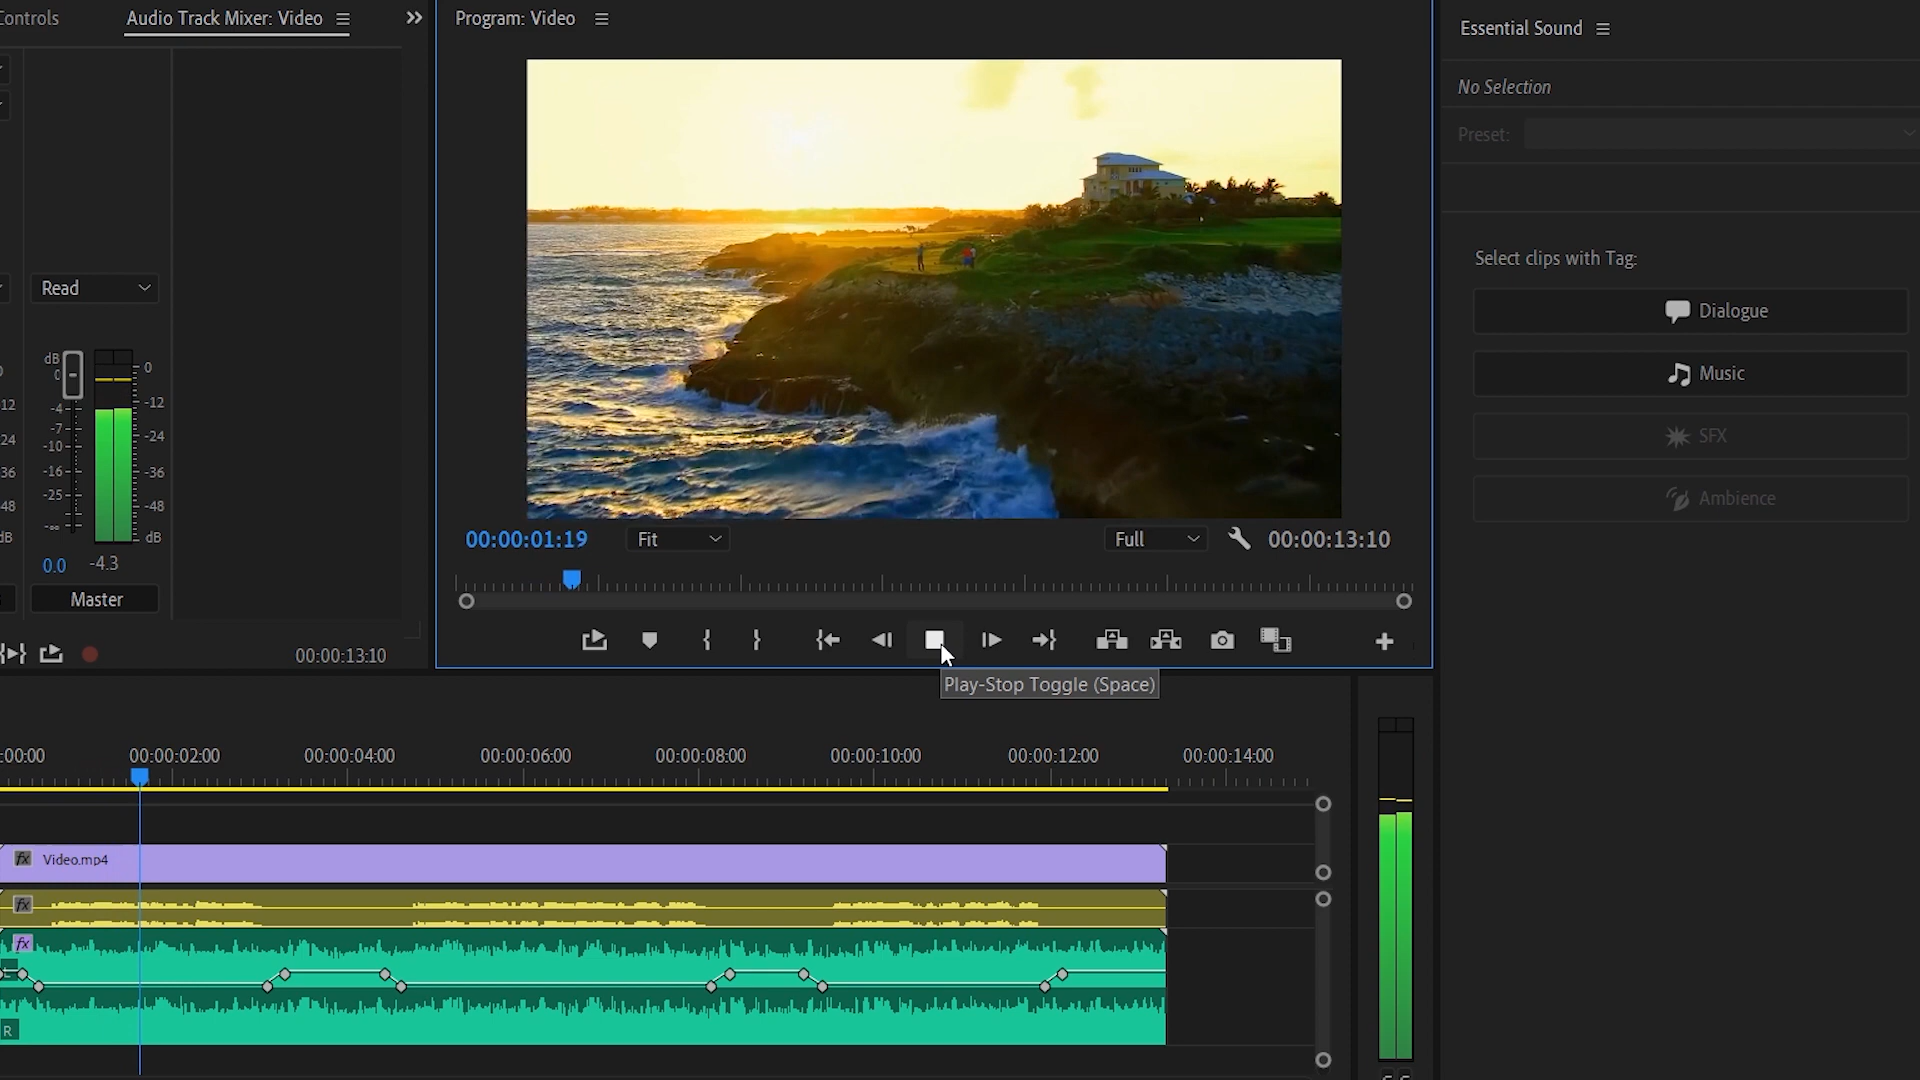 Controls
Audio Track Mixer: Video
Program: Video
Essential Sound
No Selection
Preset:
Select clips with Tag:
Dialogue
Music
SFX
Ambience
Read
dB
0
-4
-7
-10
-16
-25
-∞
0
-12
-24
-36
-48
dB
12
24
36
48
dB
0.0
-4.3
Master
00:00:13:10
00:00:01:19
Fit
Full
00:00:13:10
Play-Stop Toggle (Space)
:00:00
00:00:02:00
00:00:04:00
00:00:06:00
00:00:08:00
00:00:10:00
00:00:12:00
00:00:14:00
fx
Video.mp4
fx
fx
L
R